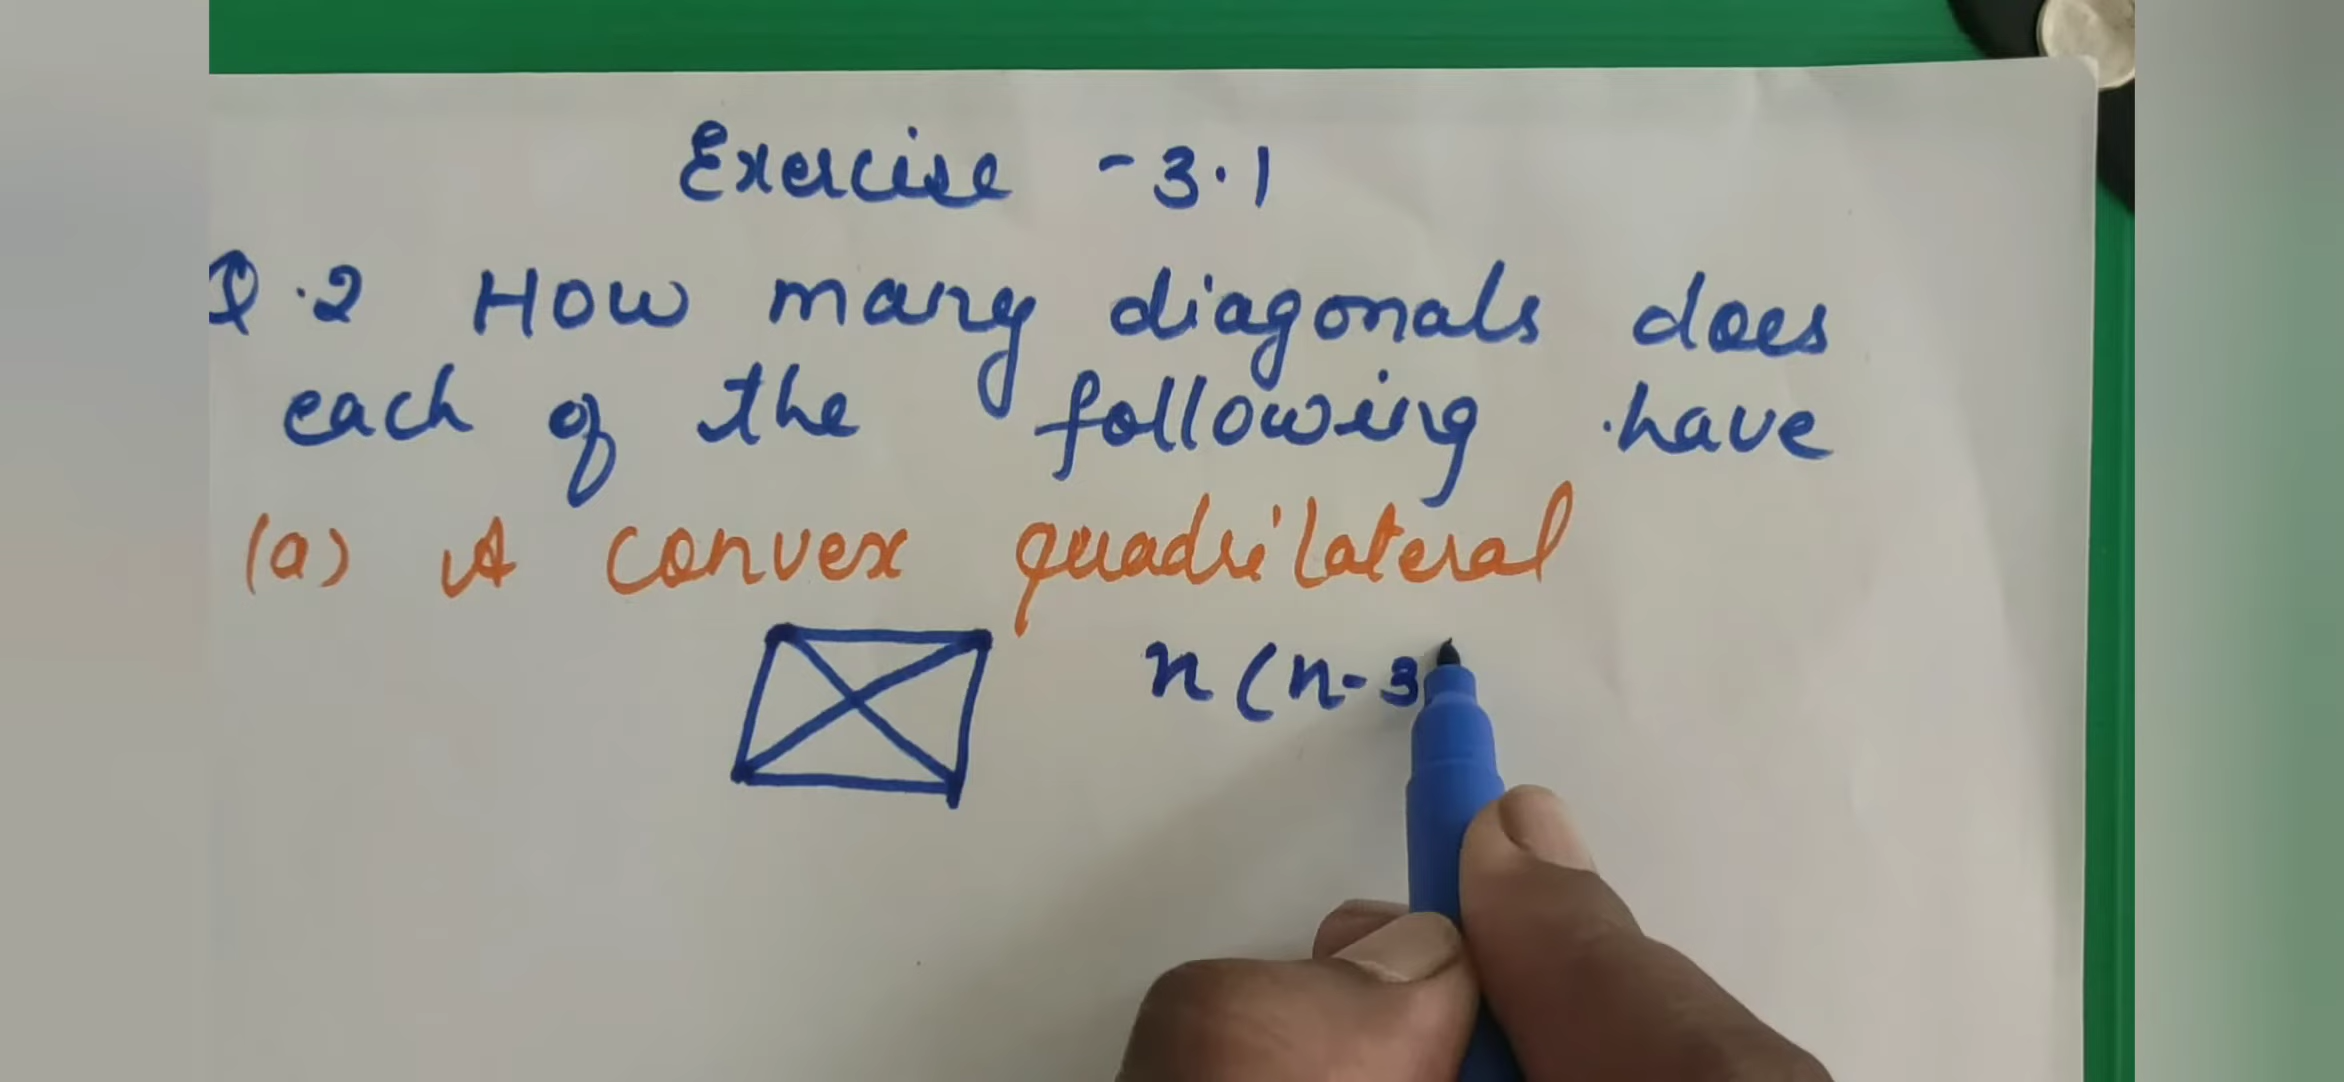 Exercise - 3.1
Q.2 How many diagonals does
each of the following have
(a) A convex quadrilateral
n (n-3